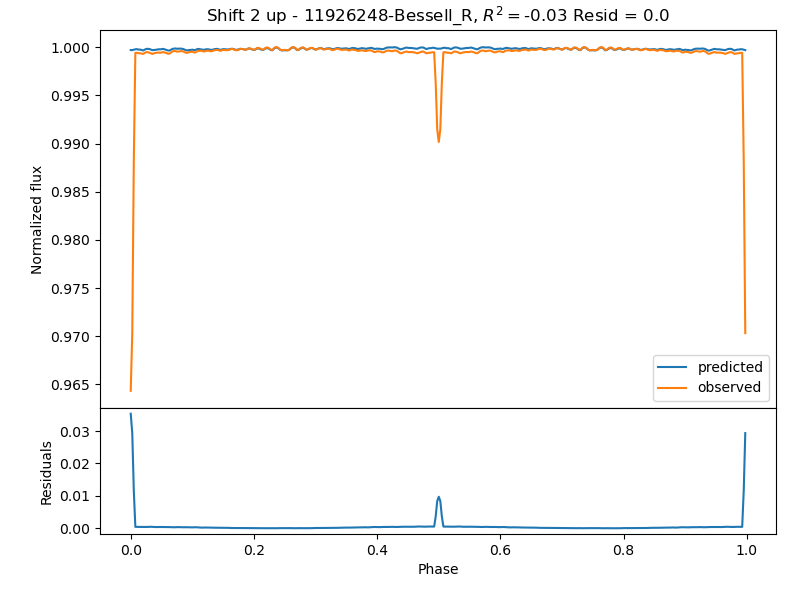 Shift 2 up - 11926248-Bessell_R, R² = -0.03 Resid = 0.0
1.000
0.995
0.990
0.985
0.980
0.975
0.970
0.965
Normalized flux
predicted
observed
0.03
0.02
0.01
0.00
Residuals
0.0 0.2 0.4 0.6 0.8 1.0
Phase